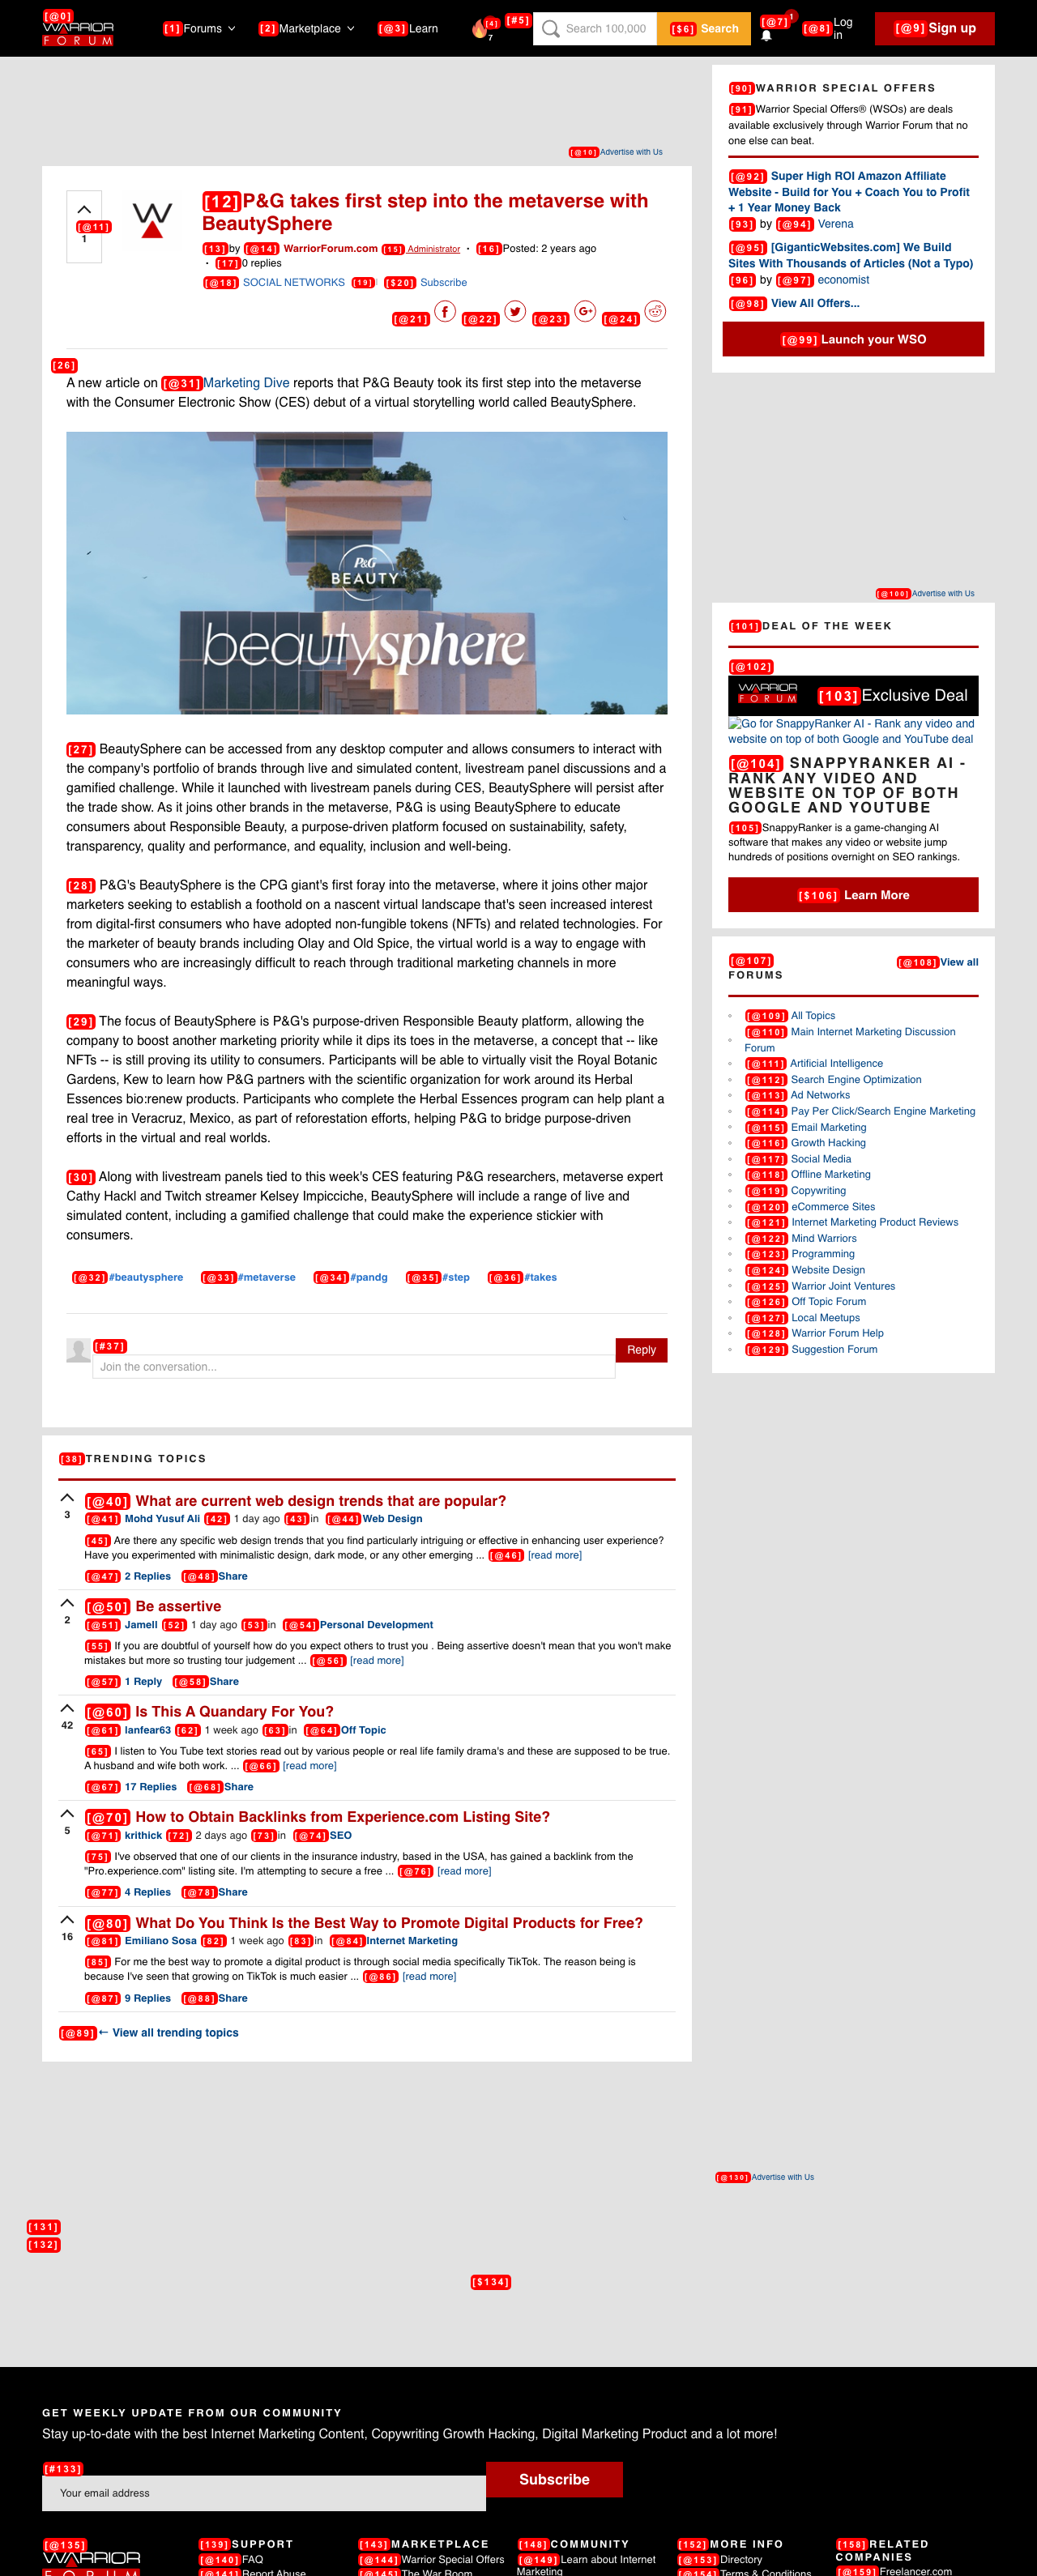 [@0]
WARRIOR
FORUM
[1]Forums
[2]Marketplace
[@3]Learn
[4]
7
[#5]
Search 100,000
[$6] Search
[@7] 1
[@8]Log in
[@9]Sign up
[@10]Advertise with Us
[@11]
1
[12]P&G takes first step into the metaverse with
BeautySphere
[13]by [@14] WarriorForum.com [15] Administrator · [16]Posted: 2 years ago
· [17]0 replies
[@18] SOCIAL NETWORKS [19] [$20] Subscribe
[@21] [@22] [@23] [@24]
[26]
A new article on [@31]Marketing Dive reports that P&G Beauty took its first step into the metaverse
with the Consumer Electronic Show (CES) debut of a virtual storytelling world called BeautySphere.
P&G
BEAUTY
beautysphere
[27] BeautySphere can be accessed from any desktop computer and allows consumers to interact with
the company's portfolio of brands through live and simulated content, livestream panel discussions and a
gamified challenge. While it launched with livestream panels during CES, BeautySphere will persist after
the trade show. As it joins other brands in the metaverse, P&G is using BeautySphere to educate
consumers about Responsible Beauty, a purpose-driven platform focused on sustainability, safety,
transparency, quality and performance, and equality, inclusion and well-being.
[28] P&G's BeautySphere is the CPG giant's first foray into the metaverse, where it joins other major
marketers seeking to establish a foothold on a nascent virtual landscape that's seen increased interest
from digital-first consumers who have adopted non-fungible tokens (NFTs) and related technologies. For
the marketer of beauty brands including Olay and Old Spice, the virtual world is a way to engage with
consumers who are increasingly difficult to reach through traditional marketing channels in more
meaningful ways.
[29] The focus of BeautySphere is P&G's purpose-driven Responsible Beauty platform, allowing the
company to boost another marketing priority while it dips its toes in the metaverse, a concept that -- like
NFTs -- is still proving its utility to consumers. Participants will be able to virtually visit the Royal Botanic
Gardens, Kew to learn how P&G partners with the scientific organization for work around its Herbal
Essences bio:renew products. Participants who complete the Herbal Essences program can help plant a
real tree in Veracruz, Mexico, as part of reforestation efforts, helping P&G to bridge purpose-driven
efforts in the virtual and real worlds.
[30] Along with livestream panels tied to this week's CES featuring P&G researchers, metaverse expert
Cathy Hackl and Twitch streamer Kelsey Impicciche, BeautySphere will include a range of live and
simulated content, including a gamified challenge that could make the experience stickier with
consumers.
[@32]#beautysphere [@33]#metaverse [@34]#pandg [@35]#step [@36]#takes
[#37]
Join the conversation...
Reply
[38]TRENDING TOPICS
3
[@40] What are current web design trends that are popular?
[@41] Mohd Yusuf Ali [42] 1 day ago [43]in [@44]Web Design
[45] Are there any specific web design trends that you find particularly intriguing or effective in enhancing user experience?
Have you experimented with minimalistic design, dark mode, or any other emerging ... [@46] [read more]
[@47] 2 Replies [@48]Share
2
[@50] Be assertive
[@51] Jamell [52] 1 day ago [53]in [@54]Personal Development
[55] If you are doubtful of yourself how do you expect others to trust you . Being assertive doesn't mean that you won't make
mistakes but more so trusting tour judgement ... [@56] [read more]
[@57] 1 Reply [@58]Share
42
[@60] Is This A Quandary For You?
[@61] lanfear63 [62] 1 week ago [63]in [@64]Off Topic
[65] I listen to You Tube text stories read out by various people or real life family drama's and these are supposed to be true.
A husband and wife both work. ... [@66] [read more]
[@67] 17 Replies [@68]Share
5
[@70] How to Obtain Backlinks from Experience.com Listing Site?
[@71] krithick [72] 2 days ago [73]in [@74]SEO
[75] I've observed that one of our clients in the insurance industry, based in the USA, has gained a backlink from the
"Pro.experience.com" listing site. I'm attempting to secure a free ... [@76] [read more]
[@77] 4 Replies [@78]Share
16
[@80] What Do You Think Is the Best Way to Promote Digital Products for Free?
[@81] Emiliano Sosa [82] 1 week ago [83]in [@84]Internet Marketing
[85] For me the best way to promote a digital product is through social media specifically TikTok. The reason being is
because I've seen that growing on TikTok is much easier ... [@86] [read more]
[@87] 9 Replies [@88]Share
[@89]← View all trending topics
[90]WARRIOR SPECIAL OFFERS
[91]Warrior Special Offers® (WSOs) are deals
available exclusively through Warrior Forum that no
one else can beat.
[@92] Super High ROI Amazon Affiliate
Website - Build for You + Coach You to Profit
+ 1 Year Money Back
[93] by [@94] Verena
[@95] [GiganticWebsites.com] We Build
Sites With Thousands of Articles (Not a Typo)
[96] by [@97] economist
[@98] View All Offers...
[@99]Launch your WSO
[@100]Advertise with Us
[101]DEAL OF THE WEEK
[@102]
WARRIOR
FORUM
[103]Exclusive Deal
Go for SnappyRanker AI - Rank any video and
website on top of both Google and YouTube deal
[@104] SNAPPYRANKER AI -
RANK ANY VIDEO AND
WEBSITE ON TOP OF BOTH
GOOGLE AND YOUTUBE
[105]SnappyRanker is a game-changing AI
software that makes any video or website jump
hundreds of positions overnight on SEO rankings.
[$106] Learn More
[@107]
FORUMS
[@108]View all
[@109] All Topics
[@110] Main Internet Marketing Discussion
Forum
[@111] Artificial Intelligence
[@112] Search Engine Optimization
[@113] Ad Networks
[@114] Pay Per Click/Search Engine Marketing
[@115] Email Marketing
[@116] Growth Hacking
[@117] Social Media
[@118] Offline Marketing
[@119] Copywriting
[@120] eCommerce Sites
[@121] Internet Marketing Product Reviews
[@122] Mind Warriors
[@123] Programming
[@124] Website Design
[@125] Warrior Joint Ventures
[@126] Off Topic Forum
[@127] Local Meetups
[@128] Warrior Forum Help
[@129] Suggestion Forum
[@130]Advertise with Us
[131]
[132]
[$134]
GET WEEKLY UPDATE FROM OUR COMMUNITY
Stay up-to-date with the best Internet Marketing Content, Copywriting Growth Hacking, Digital Marketing Product and a lot more!
[#133]
Your email address
Subscribe
[@135]
WARRIOR
FORUM
[139]SUPPORT
[@140]FAQ
[@141]Report Abuse
[143]MARKETPLACE
[@144]Warrior Special Offers
[@145]The War Room
[148]COMMUNITY
[@149]Learn about Internet
Marketing
[152]MORE INFO
[@153]Directory
[@154]Terms & Conditions
[158]RELATED
COMPANIES
[@159]Freelancer.com